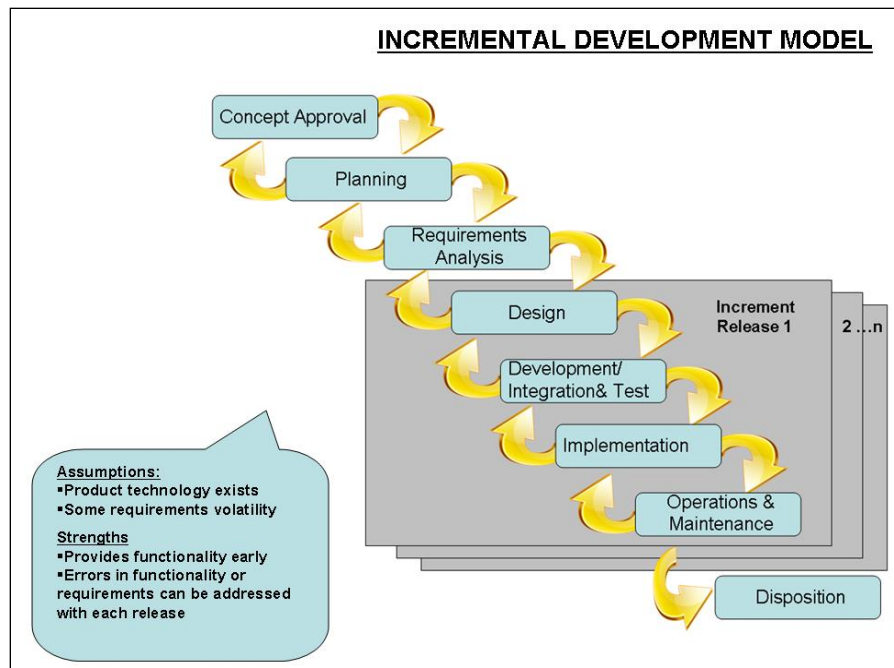 INCREMENTAL DEVELOPMENT MODEL
Concept Approval
Planning
Requirements
Analysis
Design
Increment
Release 1
2 ...n
Development/
Integration& Test
Implementation
Operations &
Maintenance
Disposition
Assumptions:
▪Product technology exists
▪Some requirements volatility
Strengths
▪Provides functionality early
▪Errors in functionality or
requirements can be addressed
with each release